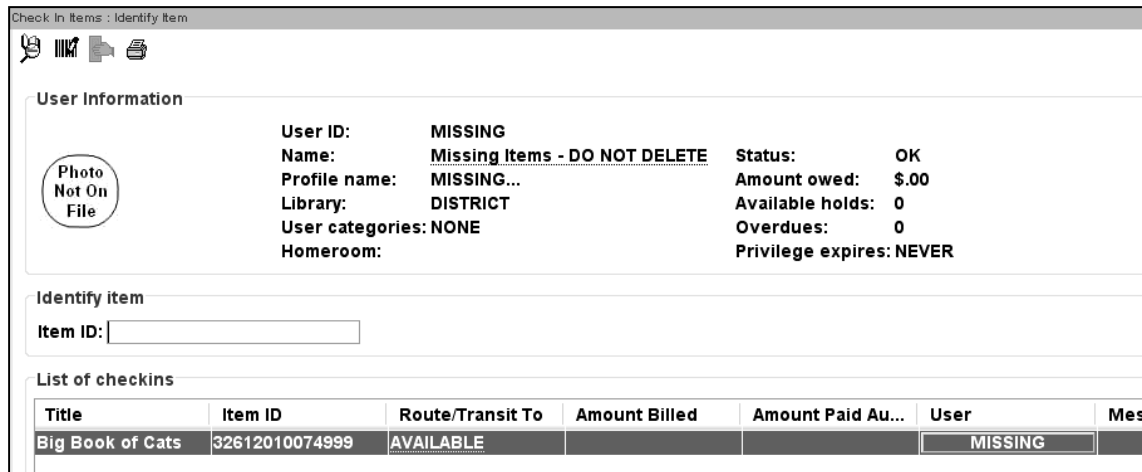 Check In Items : Identify Item
User Information
Photo
Not On
File
User ID: MISSING
Name: Missing Items - DO NOT DELETE Status: OK
Profile name: MISSING... Amount owed: $.00
Library: DISTRICT Available holds: 0
User categories: NONE Overdues: 0
Homeroom: Privilege expires: NEVER
Identify item
Item ID:
List of checkins
Title Item ID Route/Transit To Amount Billed Amount Paid Au... User Mes
Big Book of Cats 32612010074999 AVAILABLE MISSING